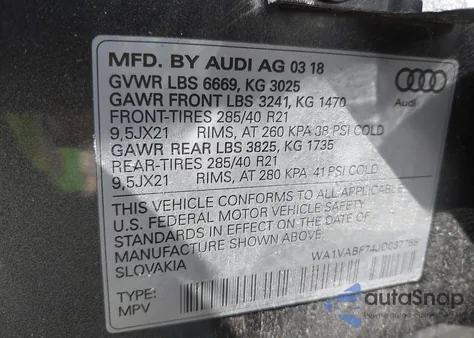 MFD. BY AUDI AG 03 18
GVWR LBS 6669, KG 3025
GAWR FRONT LBS 3241, KG 1470
FRONT-TIRES 285/40 R21
9,5JX21 RIMS, AT 260 KPA 38 PSI COLD
GAWR REAR LBS 3825, KG 1735
REAR-TIRES 285/40 R21
9,5JX21 RIMS, AT 280 KPA 41 PSI COLD
Audi
THIS VEHICLE CONFORMS TO ALL APPLICABLE
U.S. FEDERAL MOTOR VEHICLE SAFETY
STANDARDS IN EFFECT ON THE DATE OF
MANUFACTURE SHOWN ABOVE.
SLOVAKIA
TYPE:
MPV
autoSnap